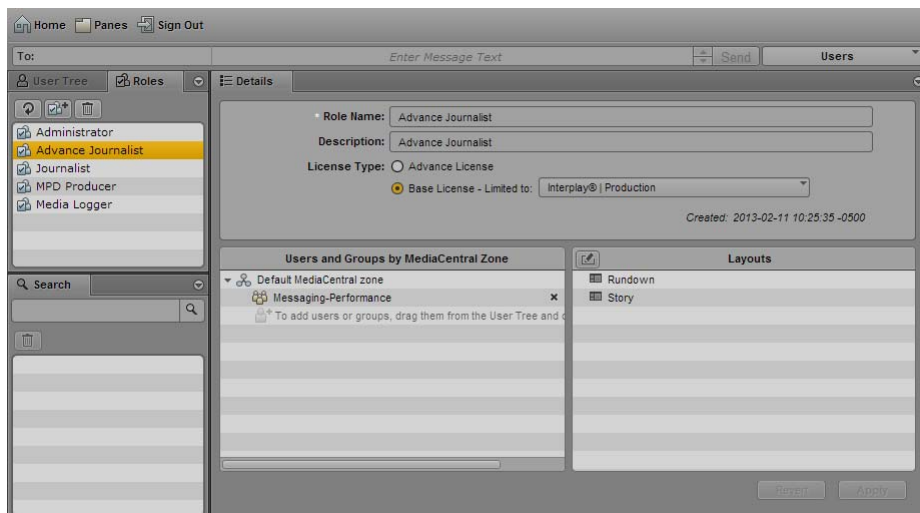 Home Panes Sign Out
To: Enter Message Text Send Users
User Tree Roles
Details
Administrator
Advance Journalist
Journalist
MPD Producer
Media Logger
Search
Role Name: Advance Journalist
Description: Advance Journalist
License Type: Advance License
Base License - Limited to: Interplay® | Production
Created: 2013-02-11 10:25:35 -0500
Users and Groups by MediaCentral Zone
Default MediaCentral zone
Messaging-Performance
To add users or groups, drag them from the User Tree and
Layouts
Rundown
Story
Revert Apply